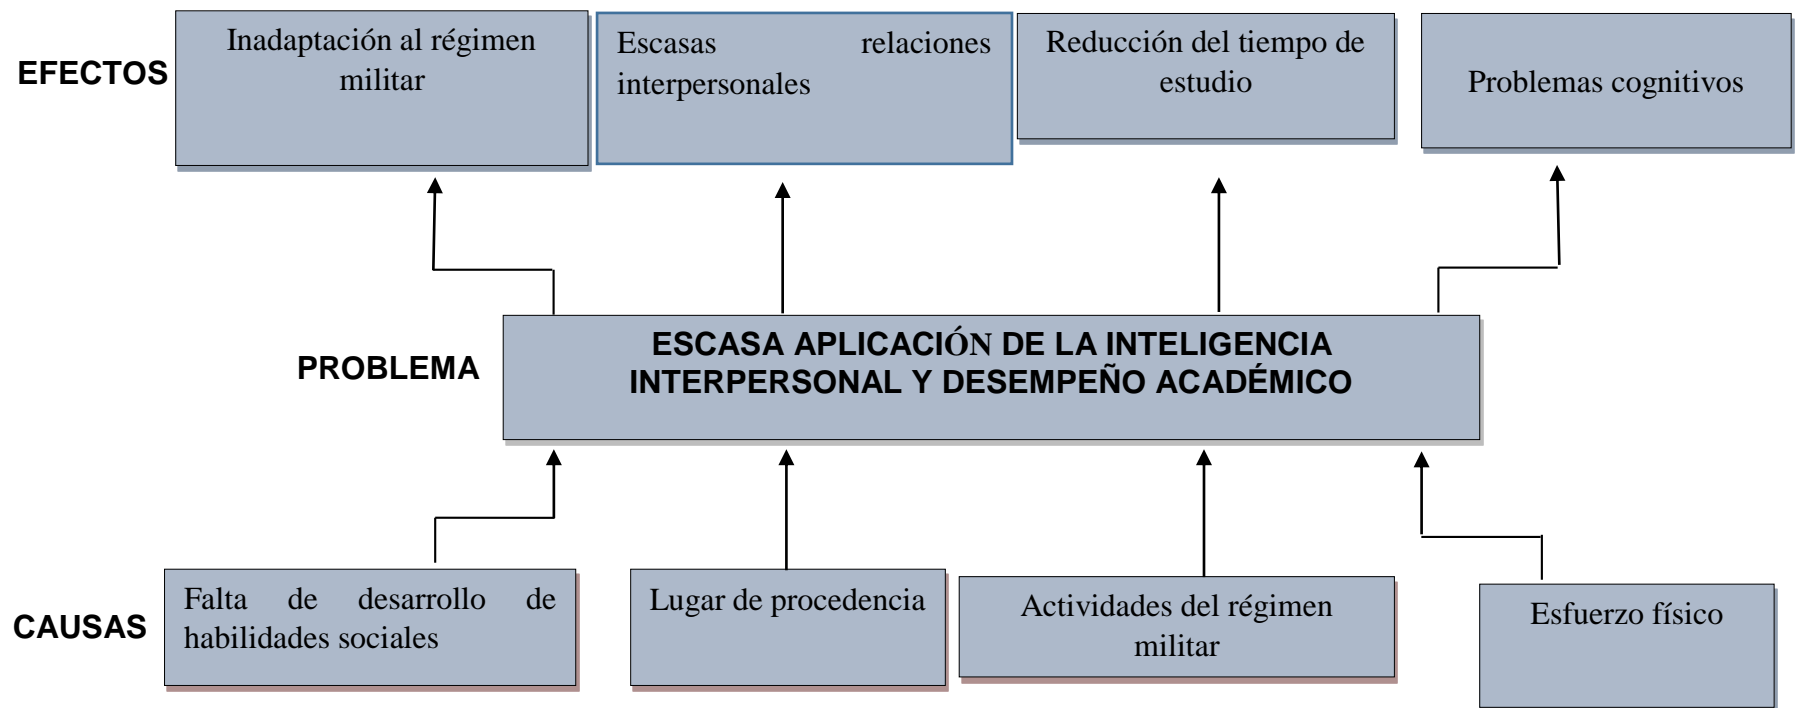 EFECTOS
Inadaptación al régimen
militar
Escasas relaciones
interpersonales
Reducción del tiempo de
estudio
Problemas cognitivos
PROBLEMA
ESCASA APLICACIÓN DE LA INTELIGENCIA
INTERPERSONAL Y DESEMPEÑO ACADÉMICO
CAUSAS
Falta de desarrollo de
habilidades sociales
Lugar de procedencia
Actividades del régimen
militar
Esfuerzo físico